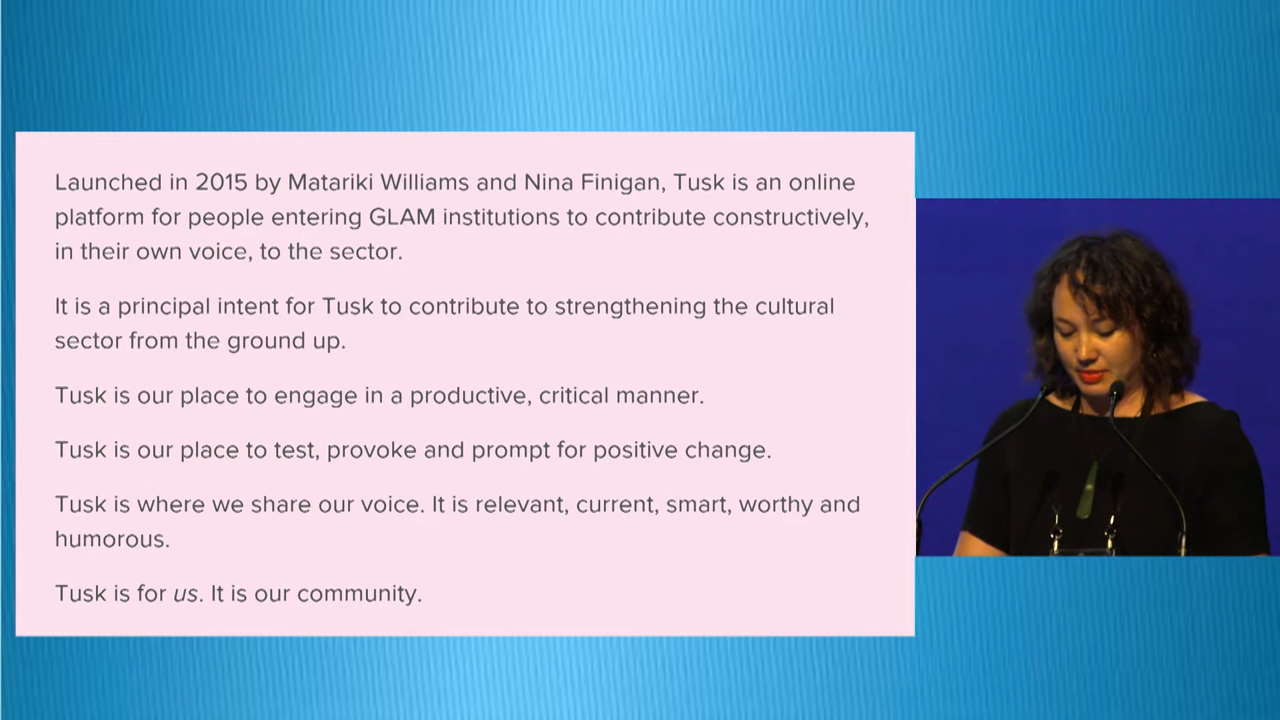 Launched in 2015 by Matariki Williams and Nina Finigan, Tusk is an online
platform for people entering GLAM institutions to contribute constructively,
in their own voice, to the sector.
It is a principal intent for Tusk to contribute to strengthening the cultural
sector from the ground up.
Tusk is our place to engage in a productive, critical manner.
Tusk is our place to test, provoke and prompt for positive change.
Tusk is where we share our voice. It is relevant, current, smart, worthy and
humorous.
Tusk is for us. It is our community.